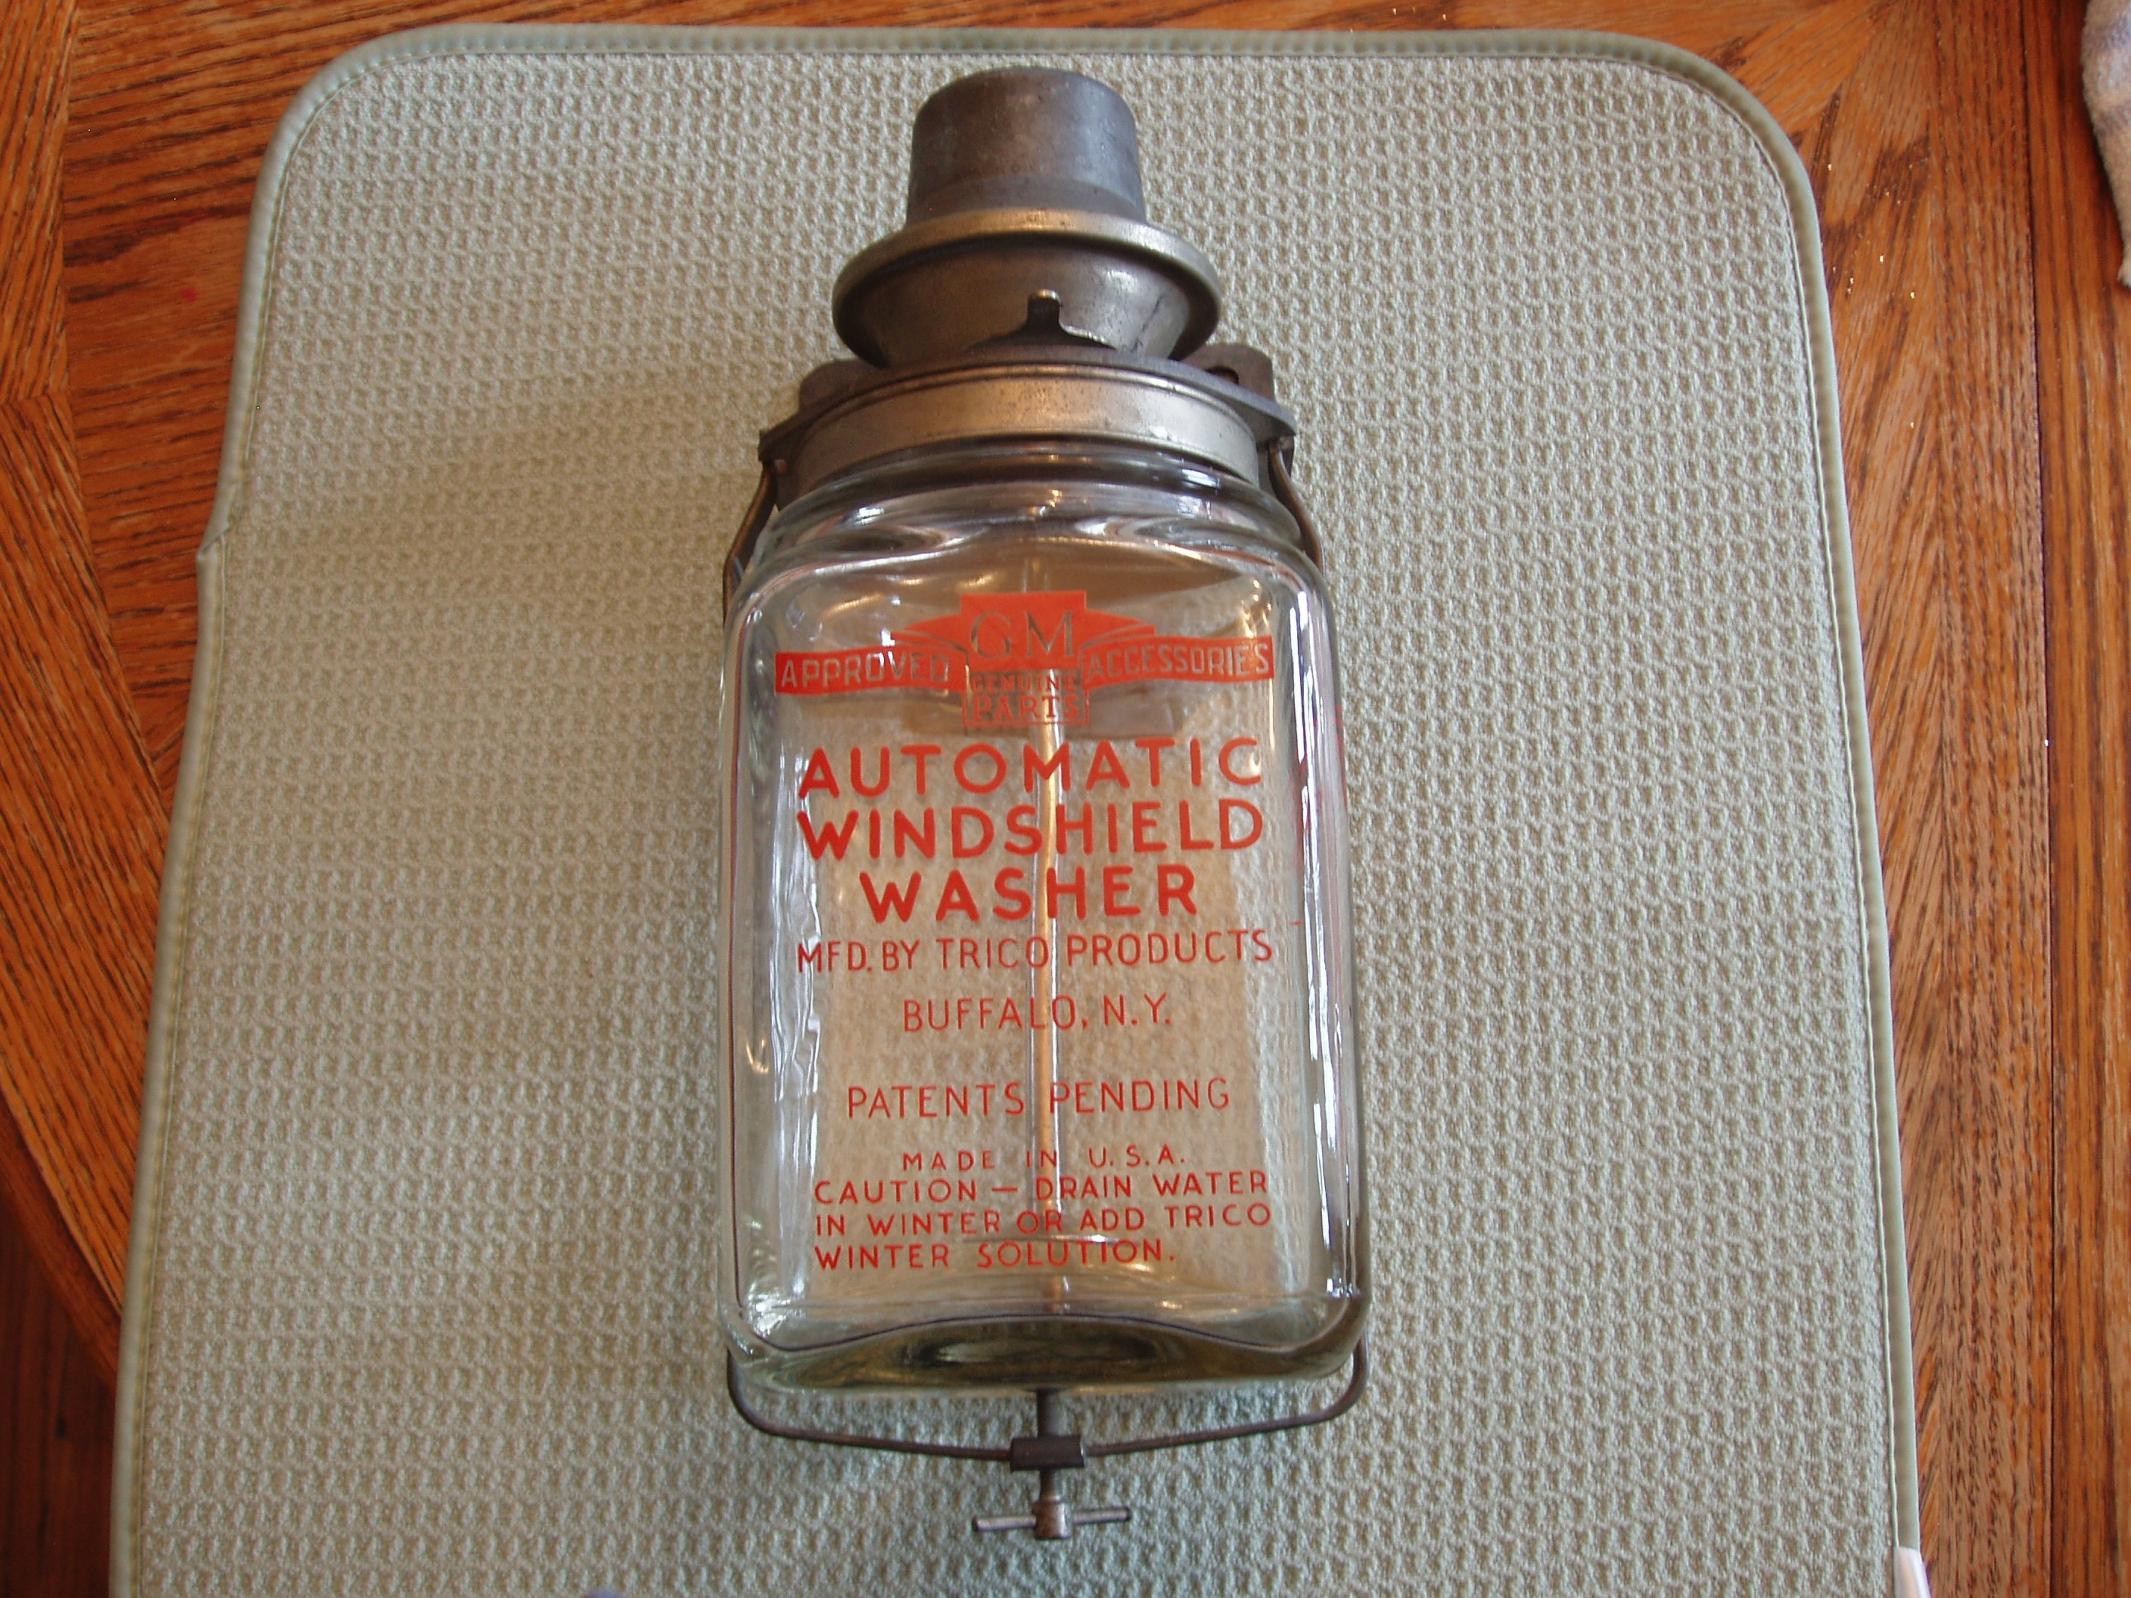 GM
APPROVED ACCESSORIES
GENUINE
PARTS
AUTOMATIC
WINDSHIELD
WASHER
MFD. BY TRICO PRODUCTS
BUFFALO, N.Y.
PATENTS PENDING
MADE IN U.S.A.
CAUTION — DRAIN WATER
IN WINTER OR ADD TRICO
WINTER SOLUTION.